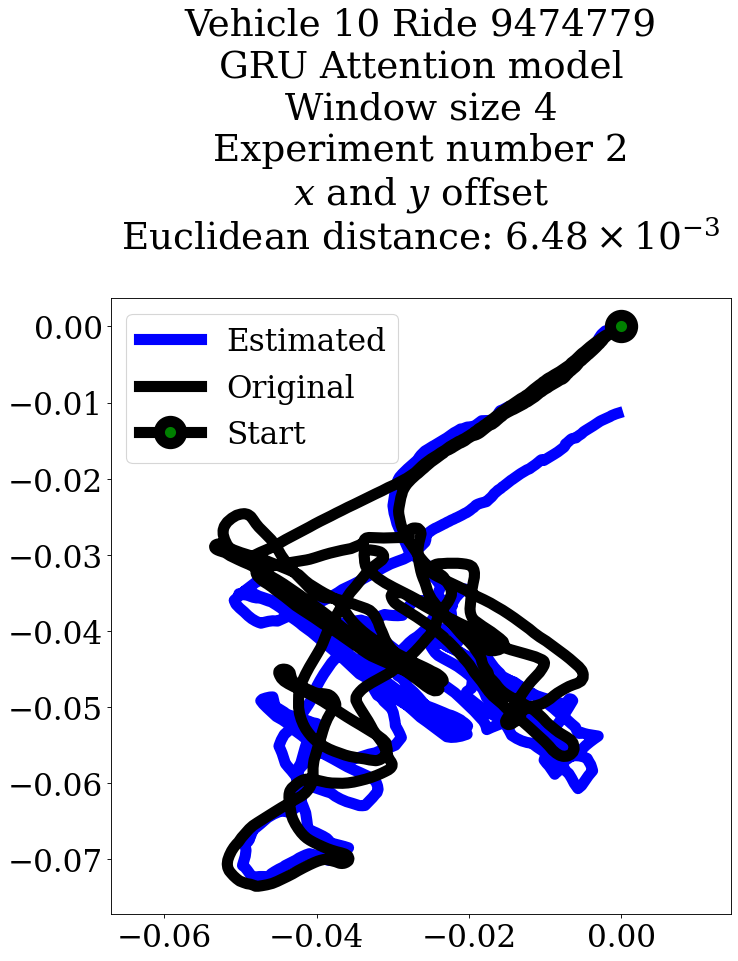 Vehicle 10 Ride 9474779
GRU Attention model
Window size 4
Experiment number 2
x and y offset
Euclidean distance: 6.48 × 10⁻³
Estimated
Original
Start
0.00
−0.01
−0.02
−0.03
−0.04
−0.05
−0.06
−0.07
−0.06 −0.04 −0.02 0.00